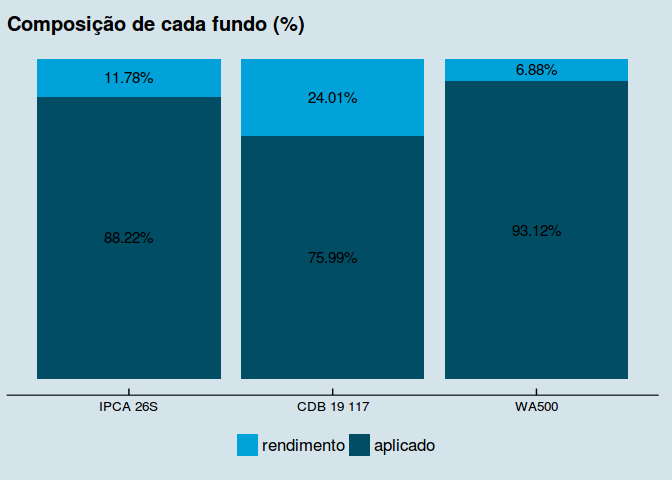 Composição de cada fundo (%)
11.78% 24.01% 6.88%
88.22% 75.99% 93.12%
IPCA 26S CDB 19 117 WA500
rendimento aplicado